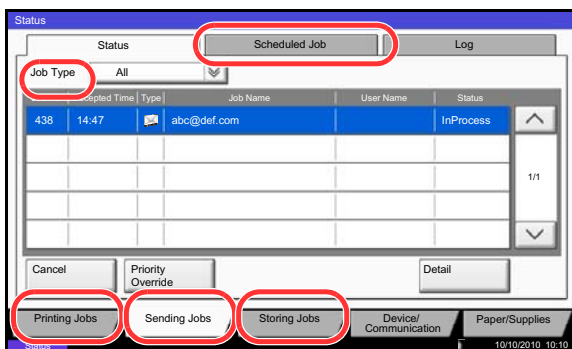 Status
Status Scheduled Job Log
Job Type All
Accepted Time Type Job Name User Name Status
438 14:47 abc@def.com InProcess
1/1
Cancel Priority Override Detail
Printing Jobs Sending Jobs Storing Jobs Device/ Communication Paper/Supplies
Status 10/10/2010 10:10